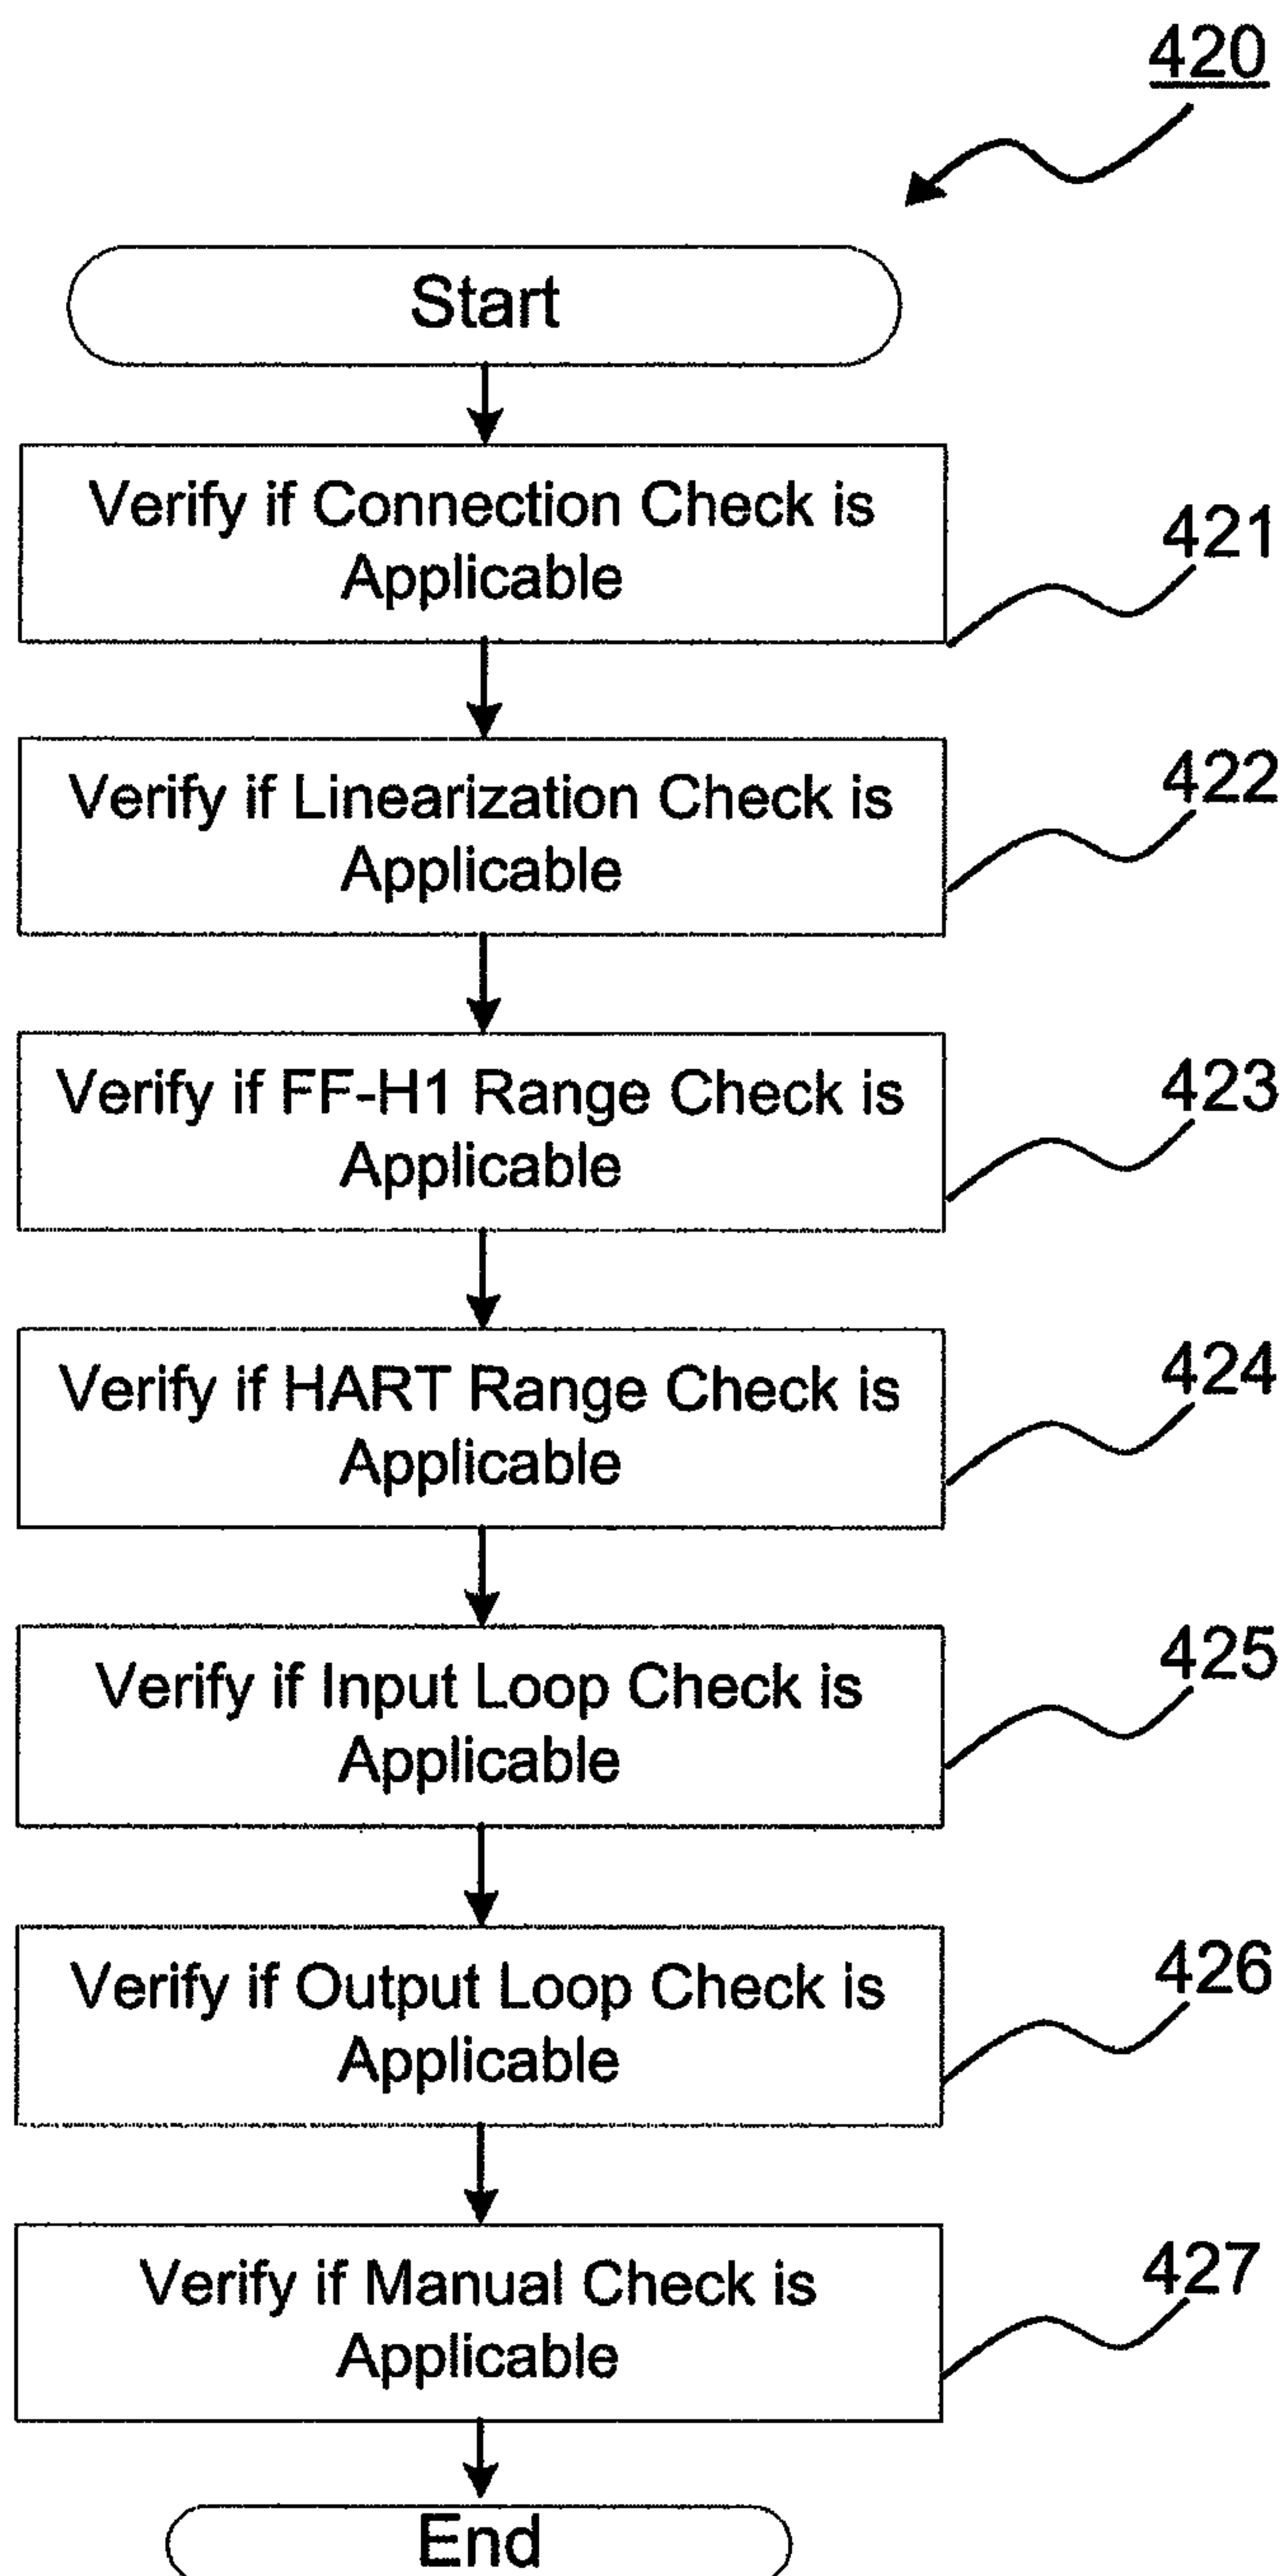 420
Start
Verify if Connection Check is
Applicable
421
Verify if Linearization Check is
Applicable
422
Verify if FF-H1 Range Check is
Applicable
423
Verify if HART Range Check is
Applicable
424
Verify if Input Loop Check is
Applicable
425
Verify if Output Loop Check is
Applicable
426
Verify if Manual Check is
Applicable
427
End